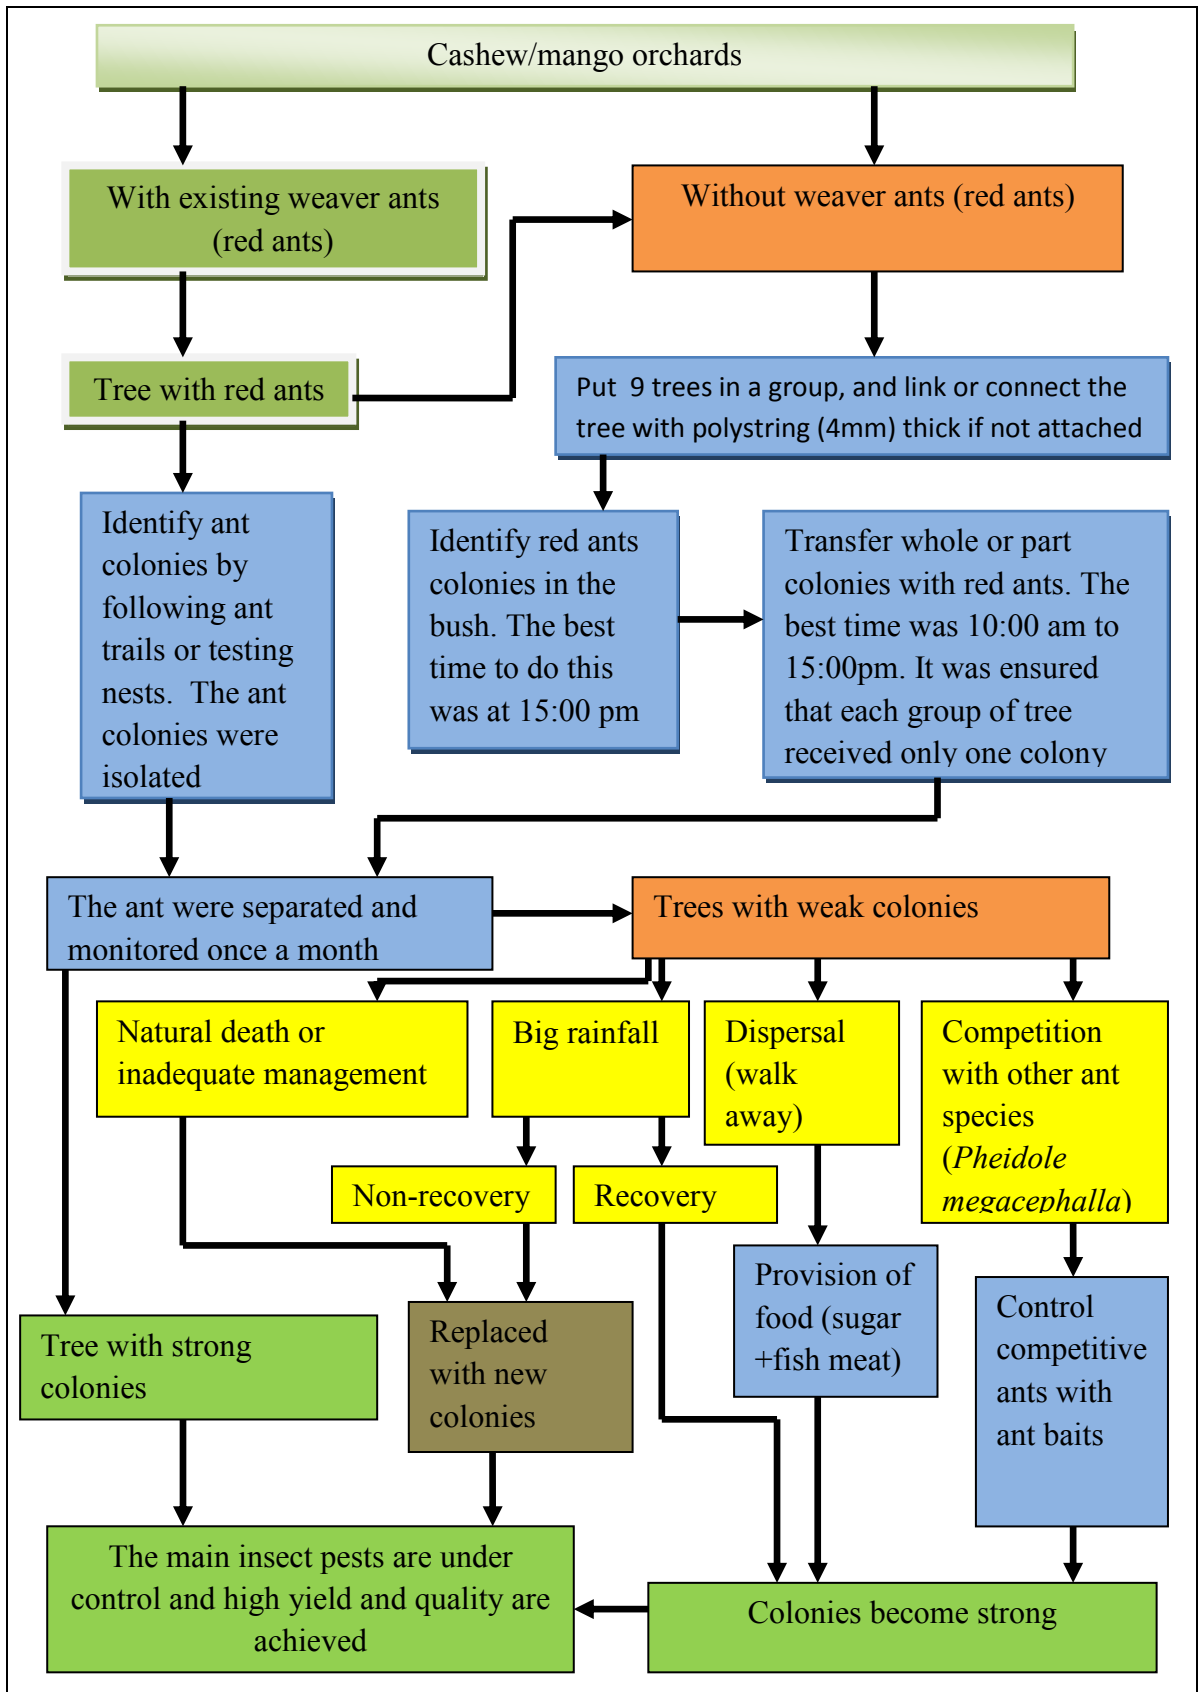 Cashew/mango orchards
With existing weaver ants
(red ants)
Without weaver ants (red ants)
Tree with red ants
Put 9 trees in a group, and link or connect the
tree with polystring (4mm) thick if not attached
Identify ant
colonies by
following ant
trails or testing
nests. The ant
colonies were
isolated
Identify red ants
colonies in the
bush. The best
time to do this
was at 15:00 pm
Transfer whole or part
colonies with red ants. The
best time was 10:00 am to
15:00pm. It was ensured
that each group of tree
received only one colony
The ant were separated and
monitored once a month
Trees with weak colonies
Natural death or
inadequate management
Big rainfall
Dispersal
(walk
away)
Competition
with other ant
species
(Pheidole
megacephalla)
Non-recovery
Recovery
Provision of
food (sugar
+fish meat)
Control
competitive
ants with
ant baits
Tree with strong
colonies
Replaced
with new
colonies
The main insect pests are under
control and high yield and quality are
achieved
Colonies become strong